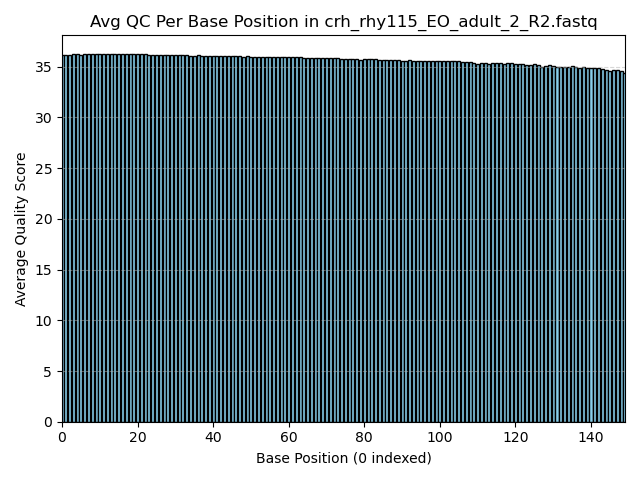 Avg QC Per Base Position in crh_rhy115_EO_adult_2_R2.fastq
Average Quality Score
35
30
25
20
15
10
5
0
0 20 40 60 80 100 120 140
Base Position (0 indexed)